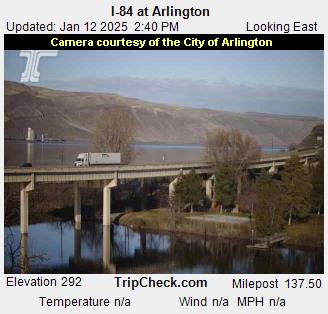 I-84 at Arlington
Updated: Jan 12 2025 2:40 PM Looking East
Camera courtesy of the City of Arlington
Elevation 292 TripCheck.com Milepost 137.50
Temperature n/a Wind n/a MPH n/a